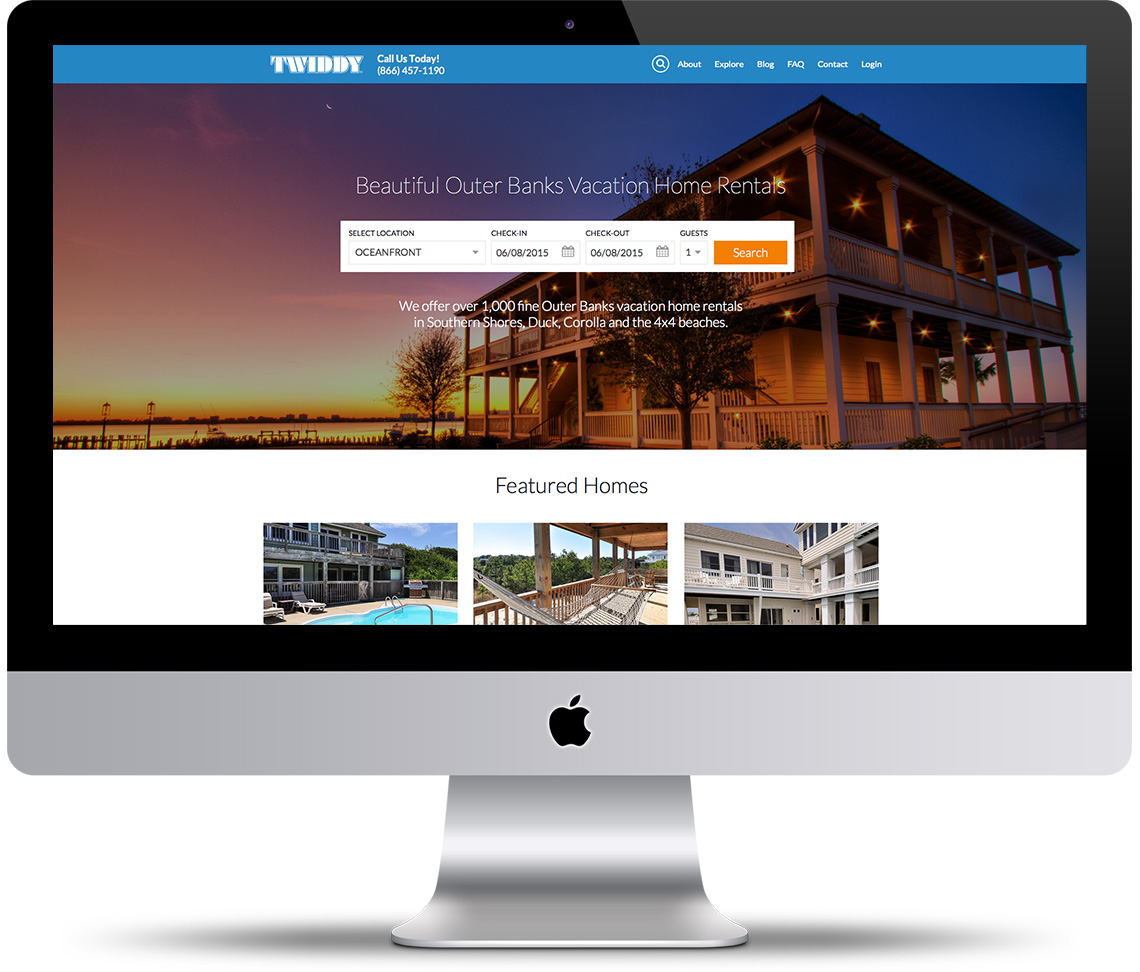 TWIDDY
Call Us Today!
(866) 457-1190
About Explore Blog FAQ Contact Login
Beautiful Outer Banks Vacation Home Rentals
SELECT LOCATION CHECK-IN CHECK-OUT GUESTS
OCEANFRONT 06/08/2015 06/08/2015 1 Search
We offer over 1,000 fine Outer Banks vacation home rentals
in Southern Shores, Duck, Corolla and the 4x4 beaches.
Featured Homes